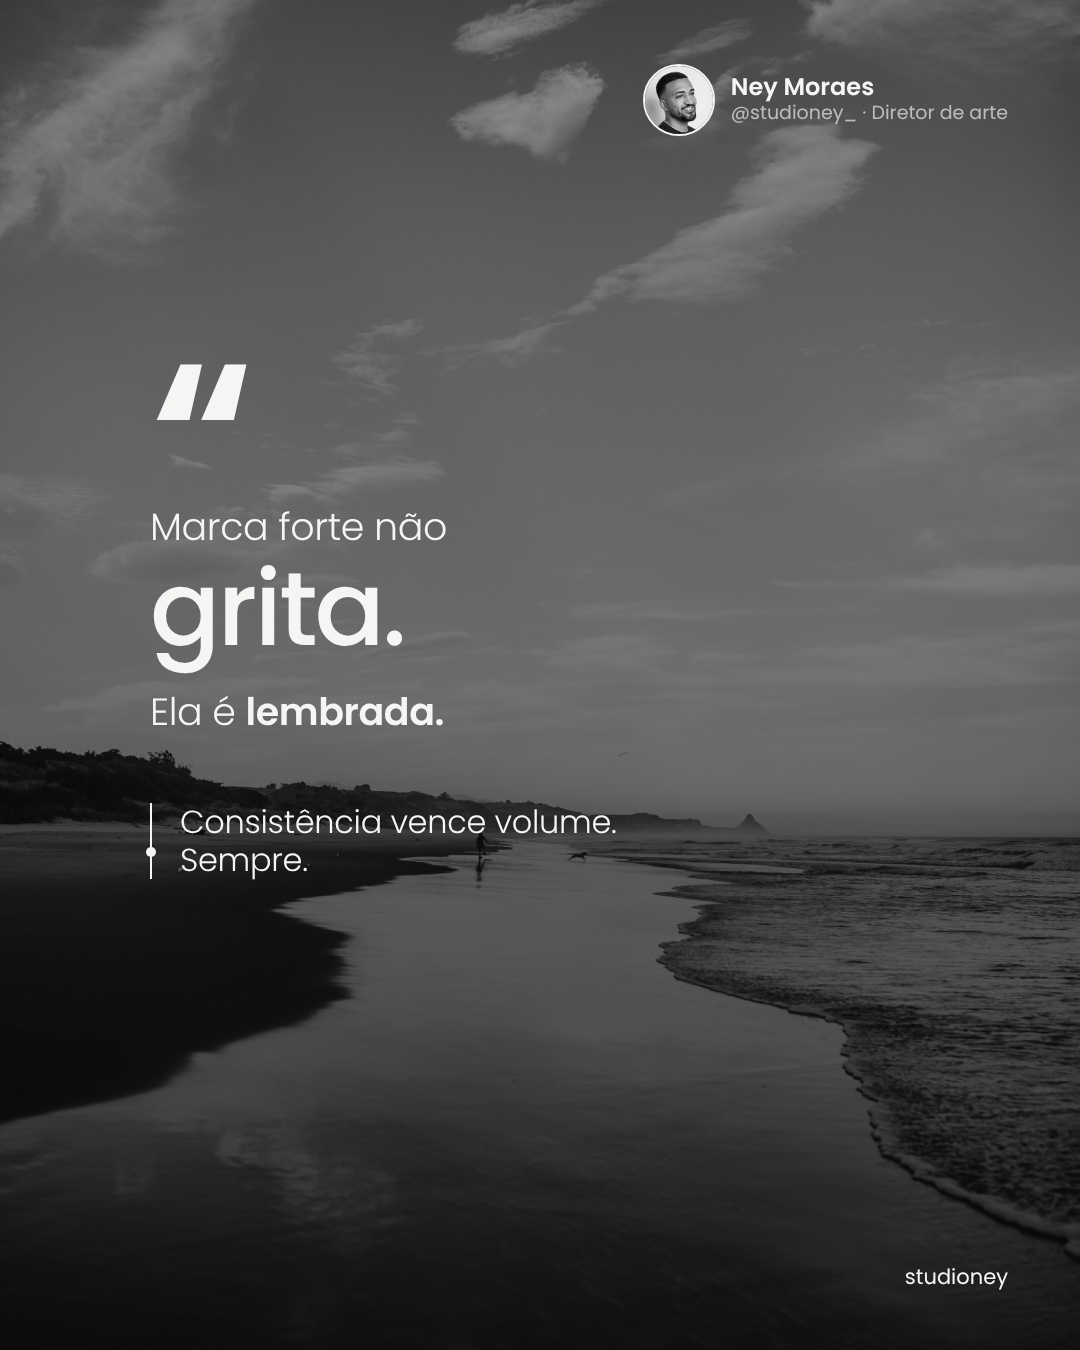 Ney Moraes
@studioney_ · Diretor de arte
“
Marca forte não
grita.
Ela é lembrada.
Consistência vence volume.
Sempre.
studioney